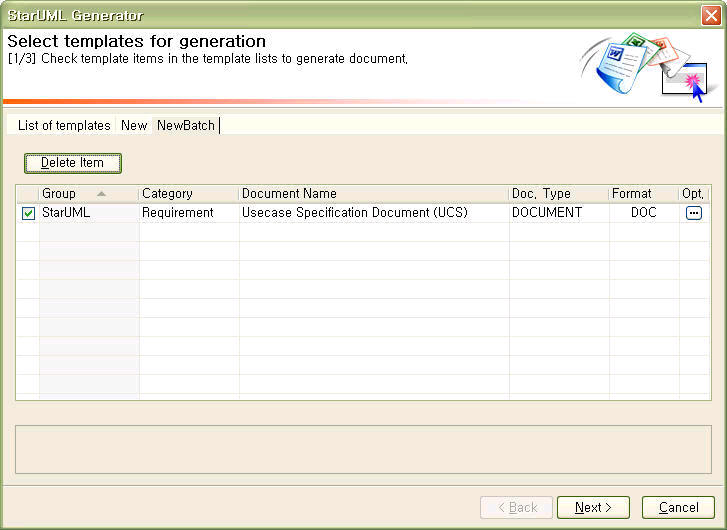 StarUML Generator
Select templates for generation
[1/3] Check template items in the template lists to generate document.
List of templates New NewBatch
Delete Item
Group Category Document Name Doc. Type Format Opt.
StarUML Requirement Usecase Specification Document (UCS) DOCUMENT DOC ...
< Back Next > Cancel